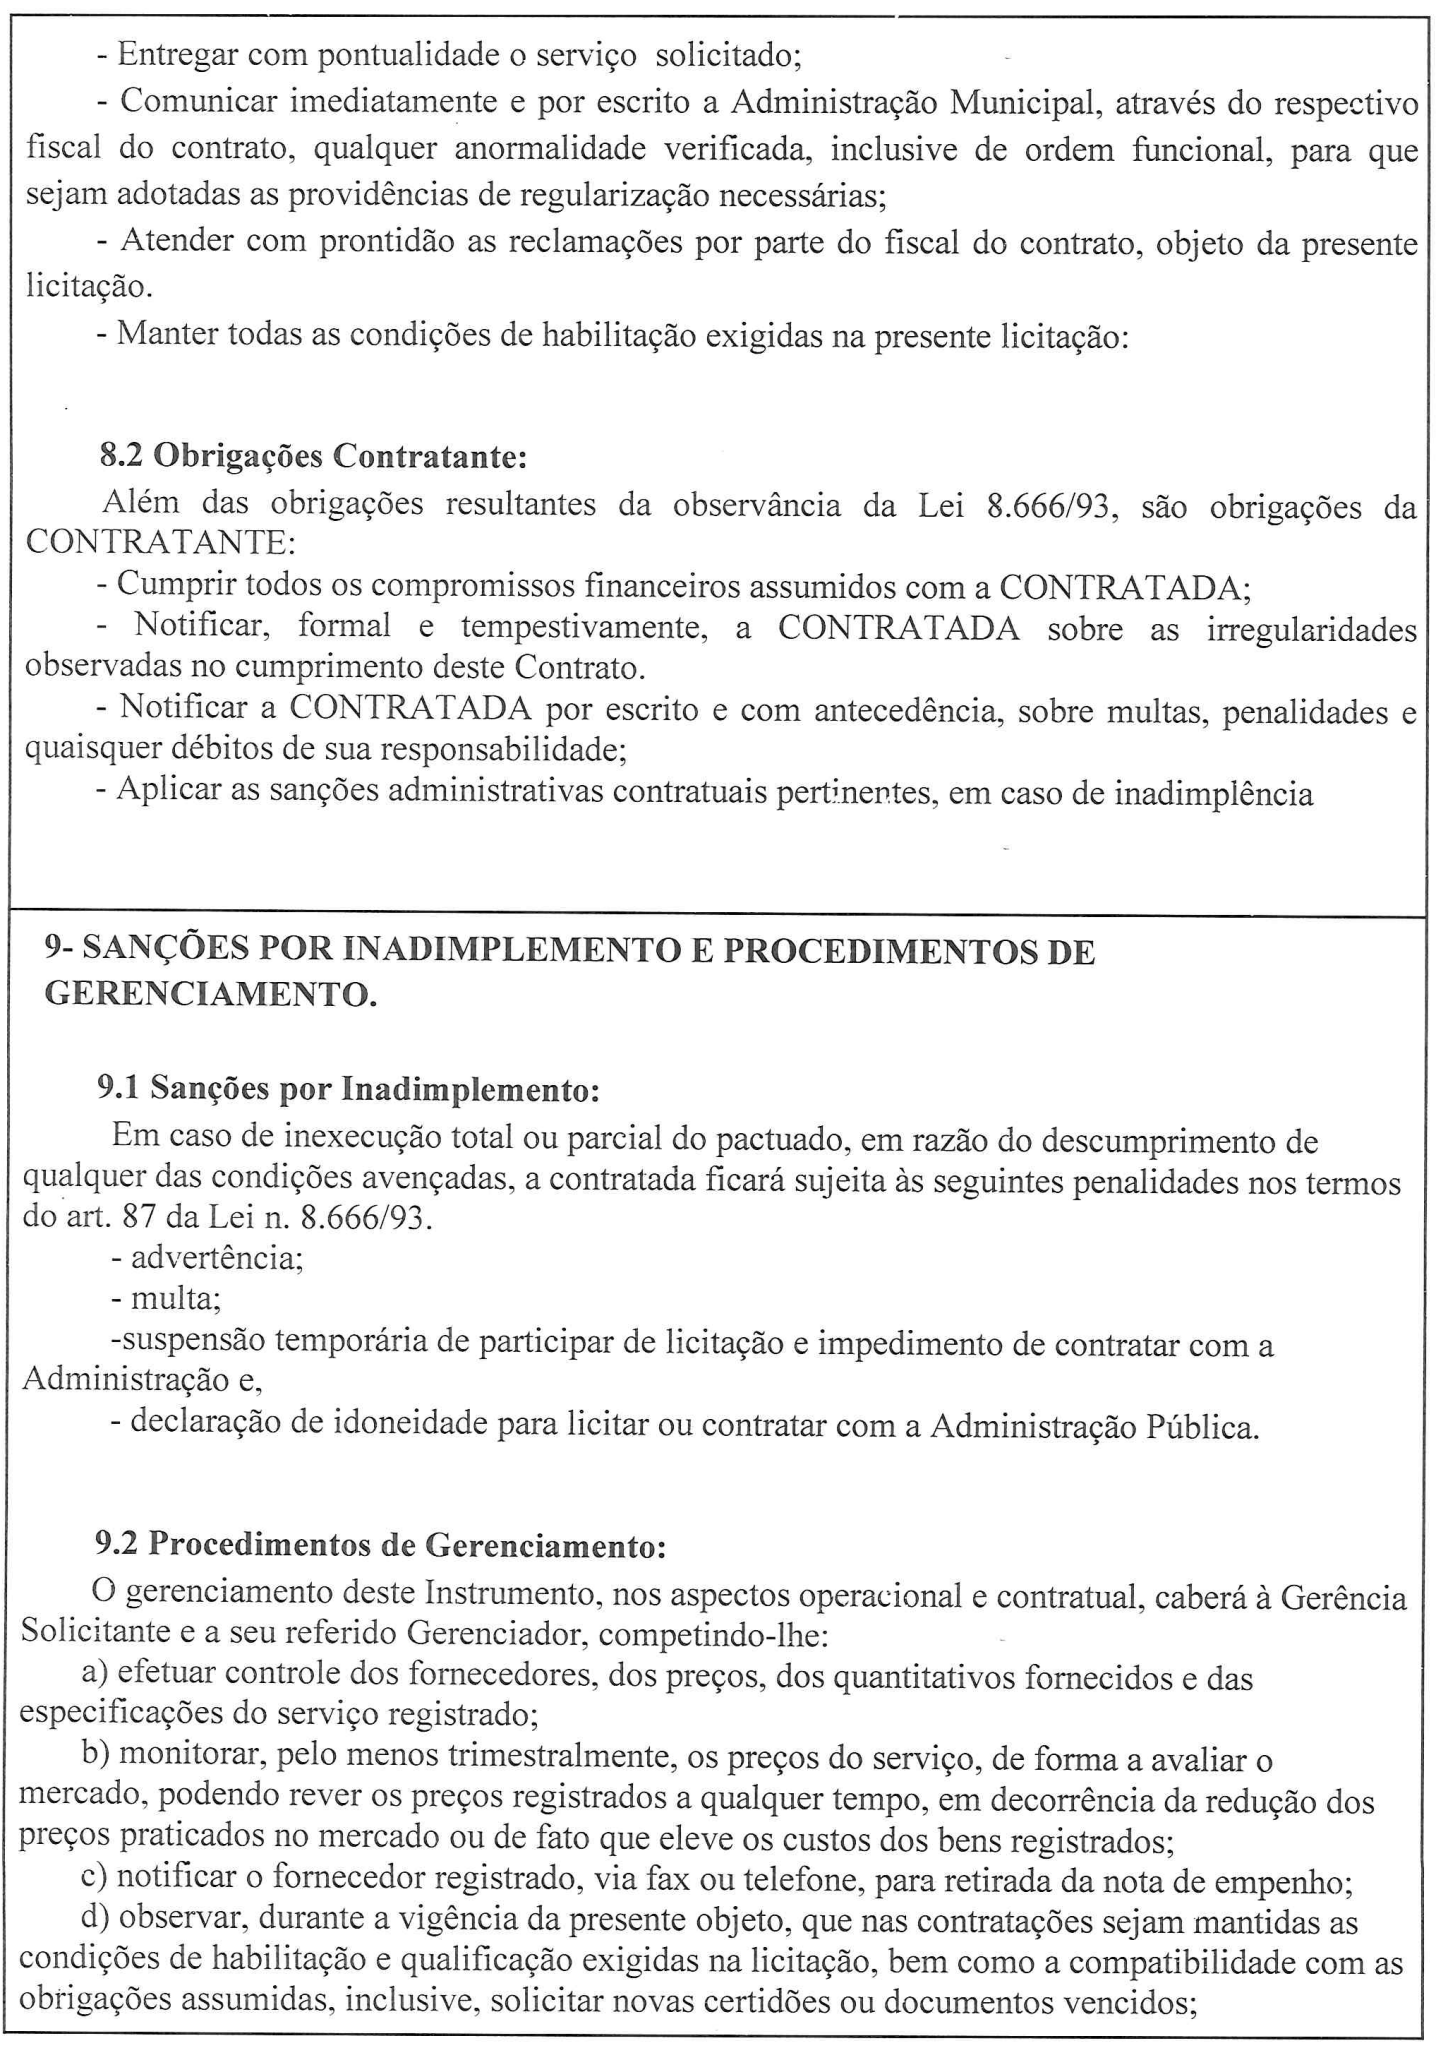 - Entregar com pontualidade o serviço solicitado;
- Comunicar imediatamente e por escrito a Administração Municipal, através do respectivo
fiscal do contrato, qualquer anormalidade verificada, inclusive de ordem funcional, para que
sejam adotadas as providências de regularização necessárias;
- Atender com prontidão as reclamações por parte do fiscal do contrato, objeto da presente
licitação.
- Manter todas as condições de habilitação exigidas na presente licitação:
8.2 Obrigações Contratante:
Além das obrigações resultantes da observância da Lei 8.666/93, são obrigações da
CONTRATANTE:
- Cumprir todos os compromissos financeiros assumidos com a CONTRATADA;
- Notificar, formal e tempestivamente, a CONTRATADA sobre as irregularidades
observadas no cumprimento deste Contrato.
- Notificar a CONTRATADA por escrito e com antecedência, sobre multas, penalidades e
quaisquer débitos de sua responsabilidade;
- Aplicar as sanções administrativas contratuais pertinentes, em caso de inadimplência
9- SANÇÕES POR INADIMPLEMENTO E PROCEDIMENTOS DE
GERENCIAMENTO.
9.1 Sanções por Inadimplemento:
Em caso de inexecução total ou parcial do pactuado, em razão do descumprimento de
qualquer das condições avençadas, a contratada ficará sujeita às seguintes penalidades nos termos
do art. 87 da Lei n. 8.666/93.
- advertência;
- multa;
-suspensão temporária de participar de licitação e impedimento de contratar com a
Administração e,
- declaração de idoneidade para licitar ou contratar com a Administração Pública.
9.2 Procedimentos de Gerenciamento:
O gerenciamento deste Instrumento, nos aspectos operacional e contratual, caberá à Gerência
Solicitante e a seu referido Gerenciador, competindo-lhe:
a) efetuar controle dos fornecedores, dos preços, dos quantitativos fornecidos e das
especificações do serviço registrado;
b) monitorar, pelo menos trimestralmente, os preços do serviço, de forma a avaliar o
mercado, podendo rever os preços registrados a qualquer tempo, em decorrência da redução dos
preços praticados no mercado ou de fato que eleve os custos dos bens registrados;
c) notificar o fornecedor registrado, via fax ou telefone, para retirada da nota de empenho;
d) observar, durante a vigência da presente objeto, que nas contratações sejam mantidas as
condições de habilitação e qualificação exigidas na licitação, bem como a compatibilidade com as
obrigações assumidas, inclusive, solicitar novas certidões ou documentos vencidos;